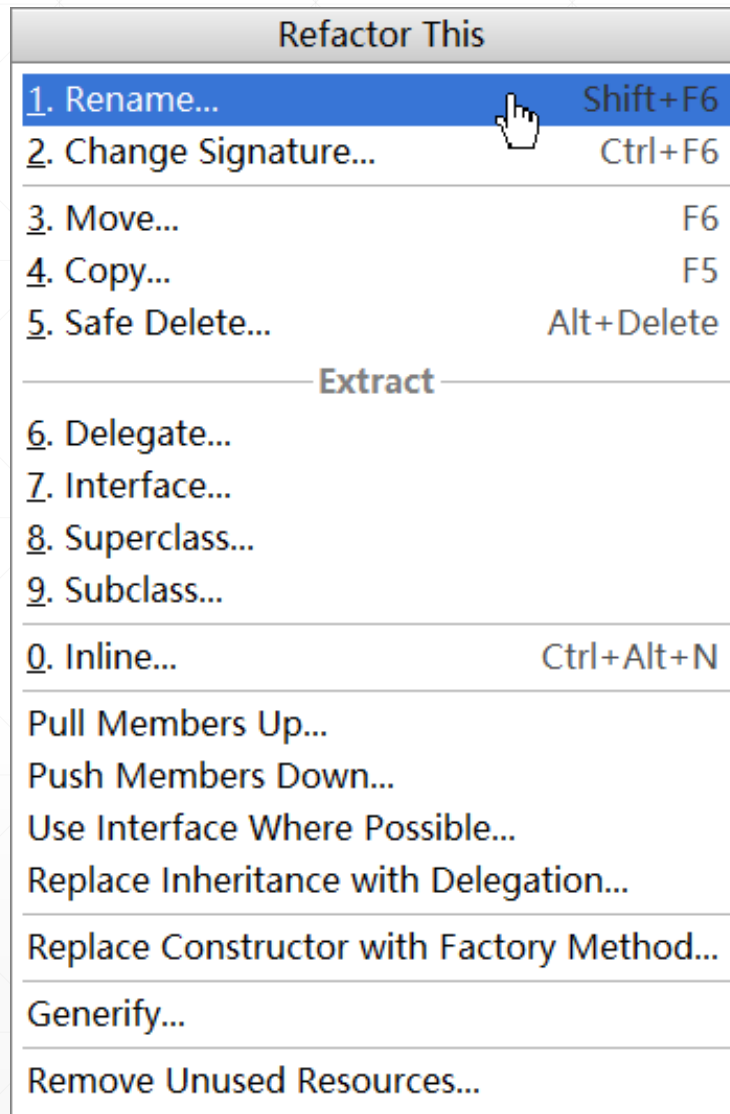 Refactor This
1. Rename... Shift+F6
2. Change Signature... Ctrl+F6
3. Move... F6
4. Copy... F5
5. Safe Delete... Alt+Delete
Extract
6. Delegate...
7. Interface...
8. Superclass...
9. Subclass...
0. Inline... Ctrl+Alt+N
Pull Members Up...
Push Members Down...
Use Interface Where Possible...
Replace Inheritance with Delegation...
Replace Constructor with Factory Method...
Generify...
Remove Unused Resources...